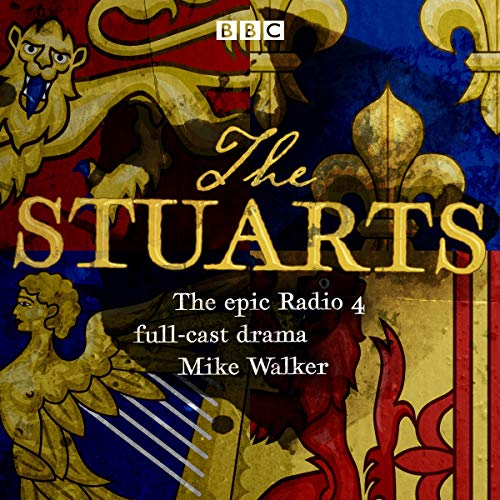 BBC
The
STUARTS
The epic Radio 4
full-cast drama
Mike Walker